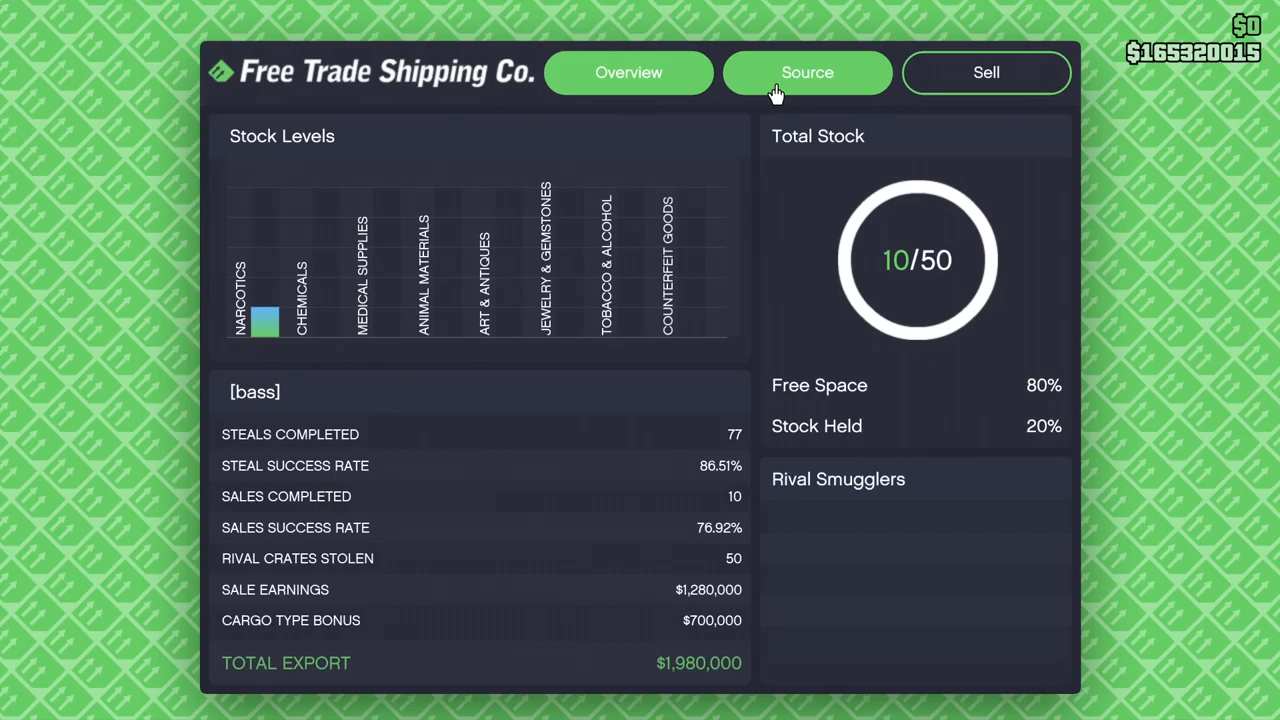 $0
$165320015
Free Trade Shipping Co.
Overview
Source
Sell
Stock Levels
NARCOTICS
CHEMICALS
MEDICAL SUPPLIES
ANIMAL MATERIALS
ART & ANTIQUES
JEWELRY & GEMSTONES
TOBACCO & ALCOHOL
COUNTERFEIT GOODS
Total Stock
10/50
Free Space 80%
Stock Held 20%
[bass]
STEALS COMPLETED 77
STEAL SUCCESS RATE 86.51%
SALES COMPLETED 10
SALES SUCCESS RATE 76.92%
RIVAL CRATES STOLEN 50
SALE EARNINGS $1,280,000
CARGO TYPE BONUS $700,000
TOTAL EXPORT $1,980,000
Rival Smugglers